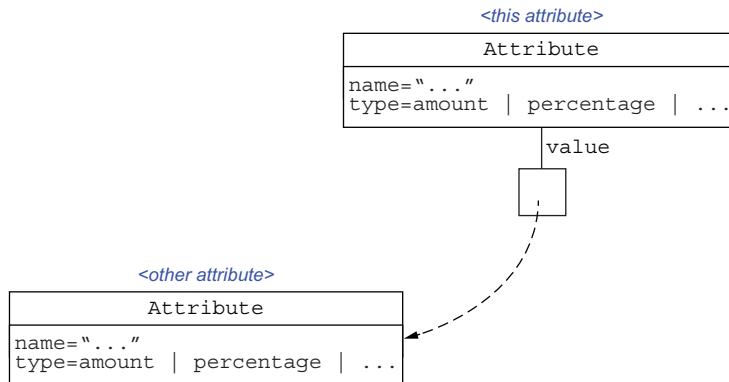 <this attribute>
Attribute
name=“...”
type=amount | percentage | ...
value
<other attribute>
Attribute
name=“...”
type=amount | percentage | ...